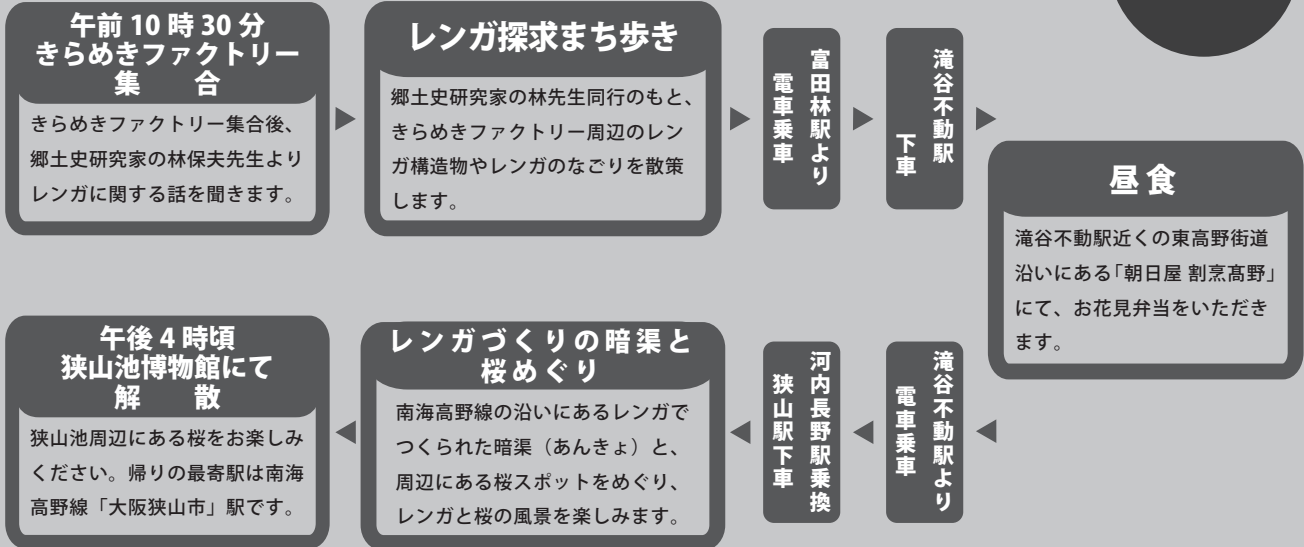 午前 10 時 30 分
きらめきファクトリー
集　　合
きらめきファクトリー集合後、
郷土史研究家の林保夫先生より
レンガに関する話を聞きます。
レンガ探求まち歩き
郷土史研究家の林先生同行のもと、
きらめきファクトリー周辺のレン
ガ構造物やレンガのなごりを散策
します。
富田林駅より
電車乗車
滝谷不動駅
下車
昼 食
滝谷不動駅近くの東高野街道
沿いにある「朝日屋 割烹髙野」
にて、お花見弁当をいただき
ます。
滝谷不動駅より
電車乗車
河内長野駅乗換
狭山駅下車
レンガづくりの暗渠と
桜めぐり
南海高野線の沿いにあるレンガで
つくられた暗渠（あんきょ）と、
周辺にある桜スポットをめぐり、
レンガと桜の風景を楽しみます。
午後 4 時頃
狭山池博物館にて
解　　散
狭山池周辺にある桜をお楽しみ
ください。帰りの最寄駅は南海
高野線「大阪狭山市」駅です。